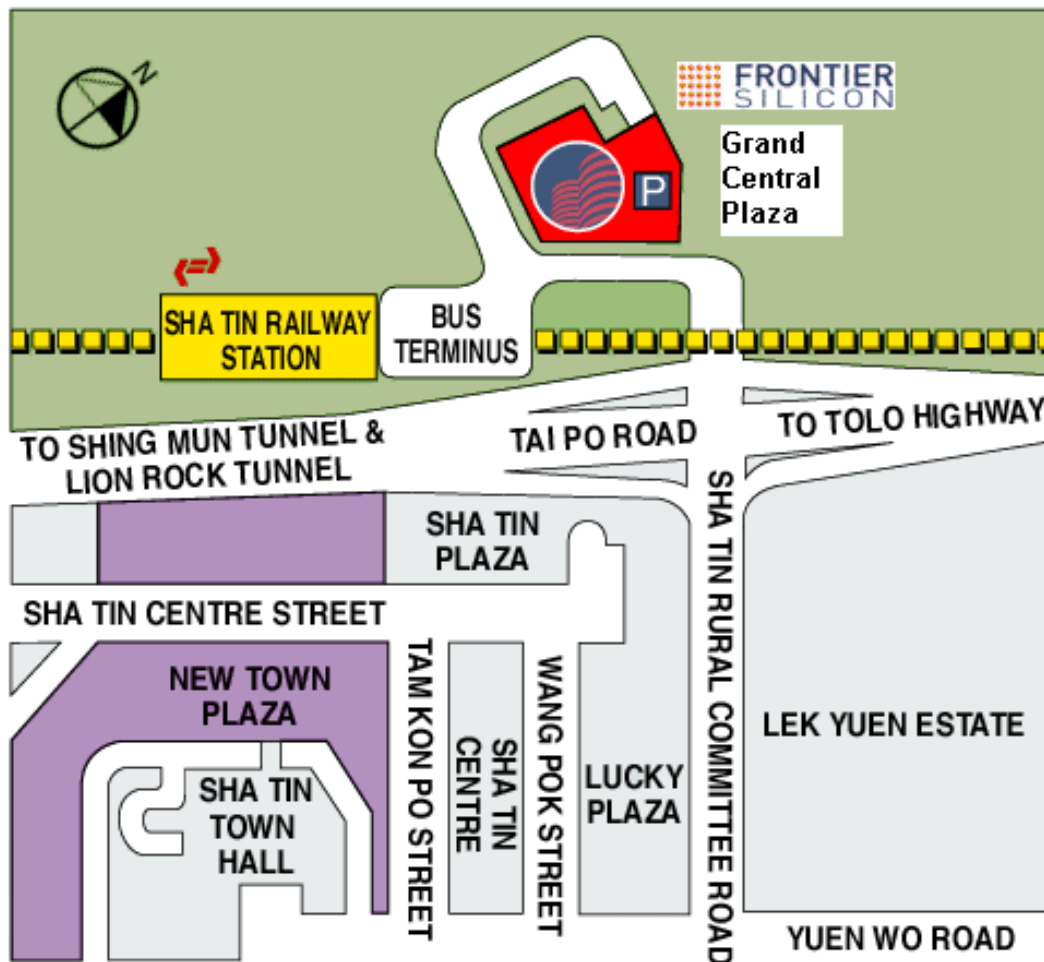 N
FRONTIER
SILICON
Grand
Central
Plaza
P
SHA TIN RAILWAY
STATION
BUS
TERMINUS
TO SHING MUN TUNNEL &
LION ROCK TUNNEL
TAI PO ROAD
TO TOLO HIGHWAY
SHA TIN
PLAZA
SHA TIN RURAL COMMITTEE ROAD
SHA TIN CENTRE STREET
NEW TOWN
PLAZA
TAM KON PO STREET
SHA TIN
CENTRE
WANG POK STREET
LUCKY
PLAZA
LEK YUEN ESTATE
SHA TIN
TOWN
HALL
YUEN WO ROAD